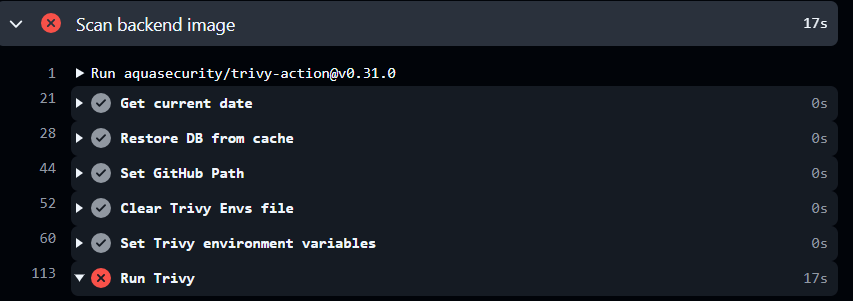 Scan backend image 17s
1 Run aquasecurity/trivy-action@v0.31.0
21 Get current date 0s
28 Restore DB from cache 0s
44 Set GitHub Path 0s
52 Clear Trivy Envs file 0s
60 Set Trivy environment variables 0s
113 Run Trivy 17s